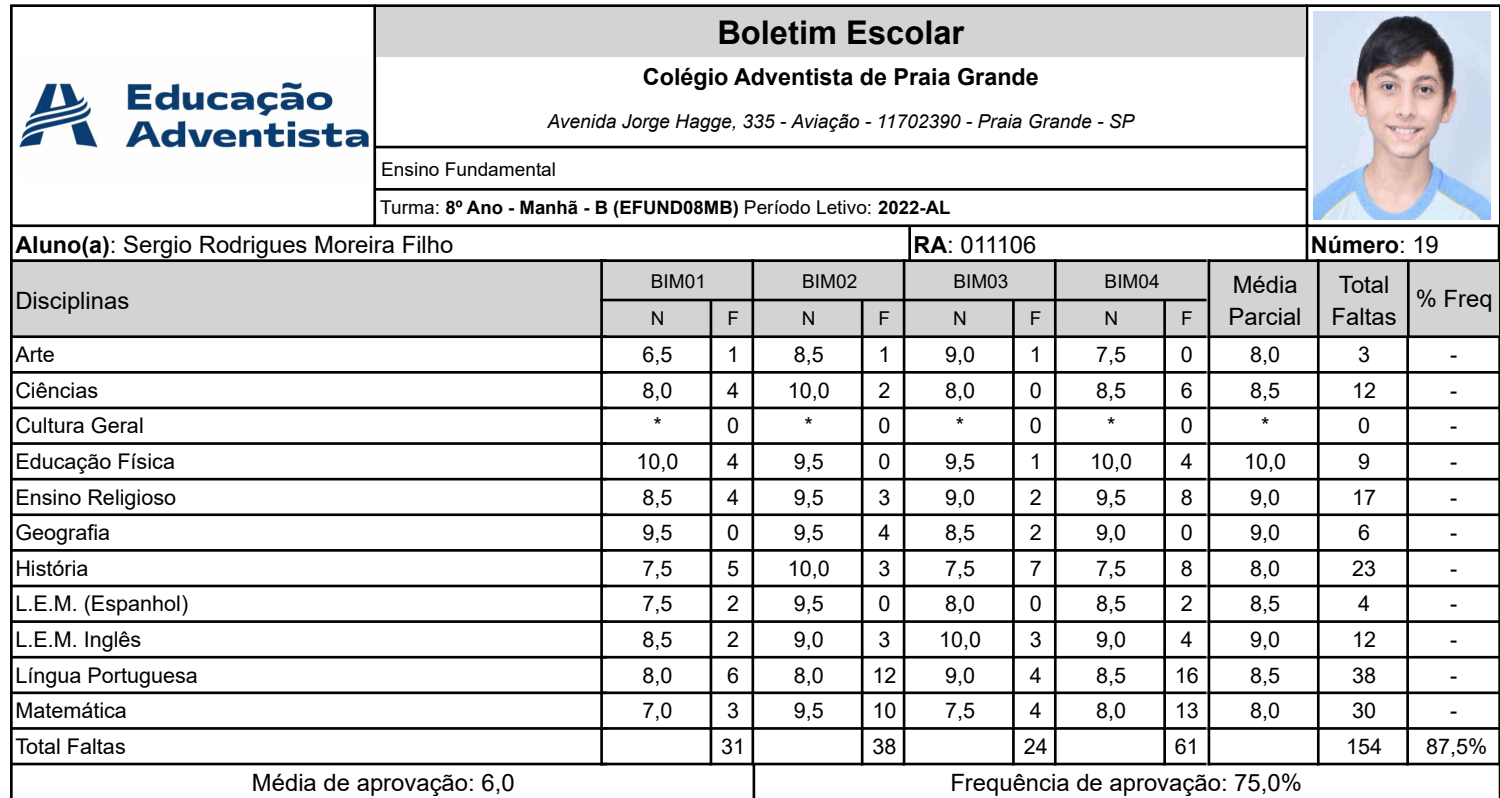 Educação
Adventista
Boletim Escolar
Colégio Adventista de Praia Grande
Avenida Jorge Hagge, 335 - Aviação - 11702390 - Praia Grande - SP
Ensino Fundamental
Turma: 8º Ano - Manhã - B (EFUND08MB) Período Letivo: 2022-AL
Aluno(a): Sergio Rodrigues Moreira Filho RA: 011106 Número: 19
Disciplinas BIM01 BIM02 BIM03 BIM04 Média Parcial Total Faltas % Freq
N F N F N F N F
Arte 6,5 1 8,5 1 9,0 1 7,5 0 8,0 3 -
Ciências 8,0 4 10,0 2 8,0 0 8,5 6 8,5 12 -
Cultura Geral * 0 * 0 * 0 * 0 * 0 -
Educação Física 10,0 4 9,5 0 9,5 1 10,0 4 10,0 9 -
Ensino Religioso 8,5 4 9,5 3 9,0 2 9,5 8 9,0 17 -
Geografia 9,5 0 9,5 4 8,5 2 9,0 0 9,0 6 -
História 7,5 5 10,0 3 7,5 7 7,5 8 8,0 23 -
L.E.M. (Espanhol) 7,5 2 9,5 0 8,0 0 8,5 2 8,5 4 -
L.E.M. Inglês 8,5 2 9,0 3 10,0 3 9,0 4 9,0 12 -
Língua Portuguesa 8,0 6 8,0 12 9,0 4 8,5 16 8,5 38 -
Matemática 7,0 3 9,5 10 7,5 4 8,0 13 8,0 30 -
Total Faltas 31 38 24 61 154 87,5%
Média de aprovação: 6,0 Frequência de aprovação: 75,0%